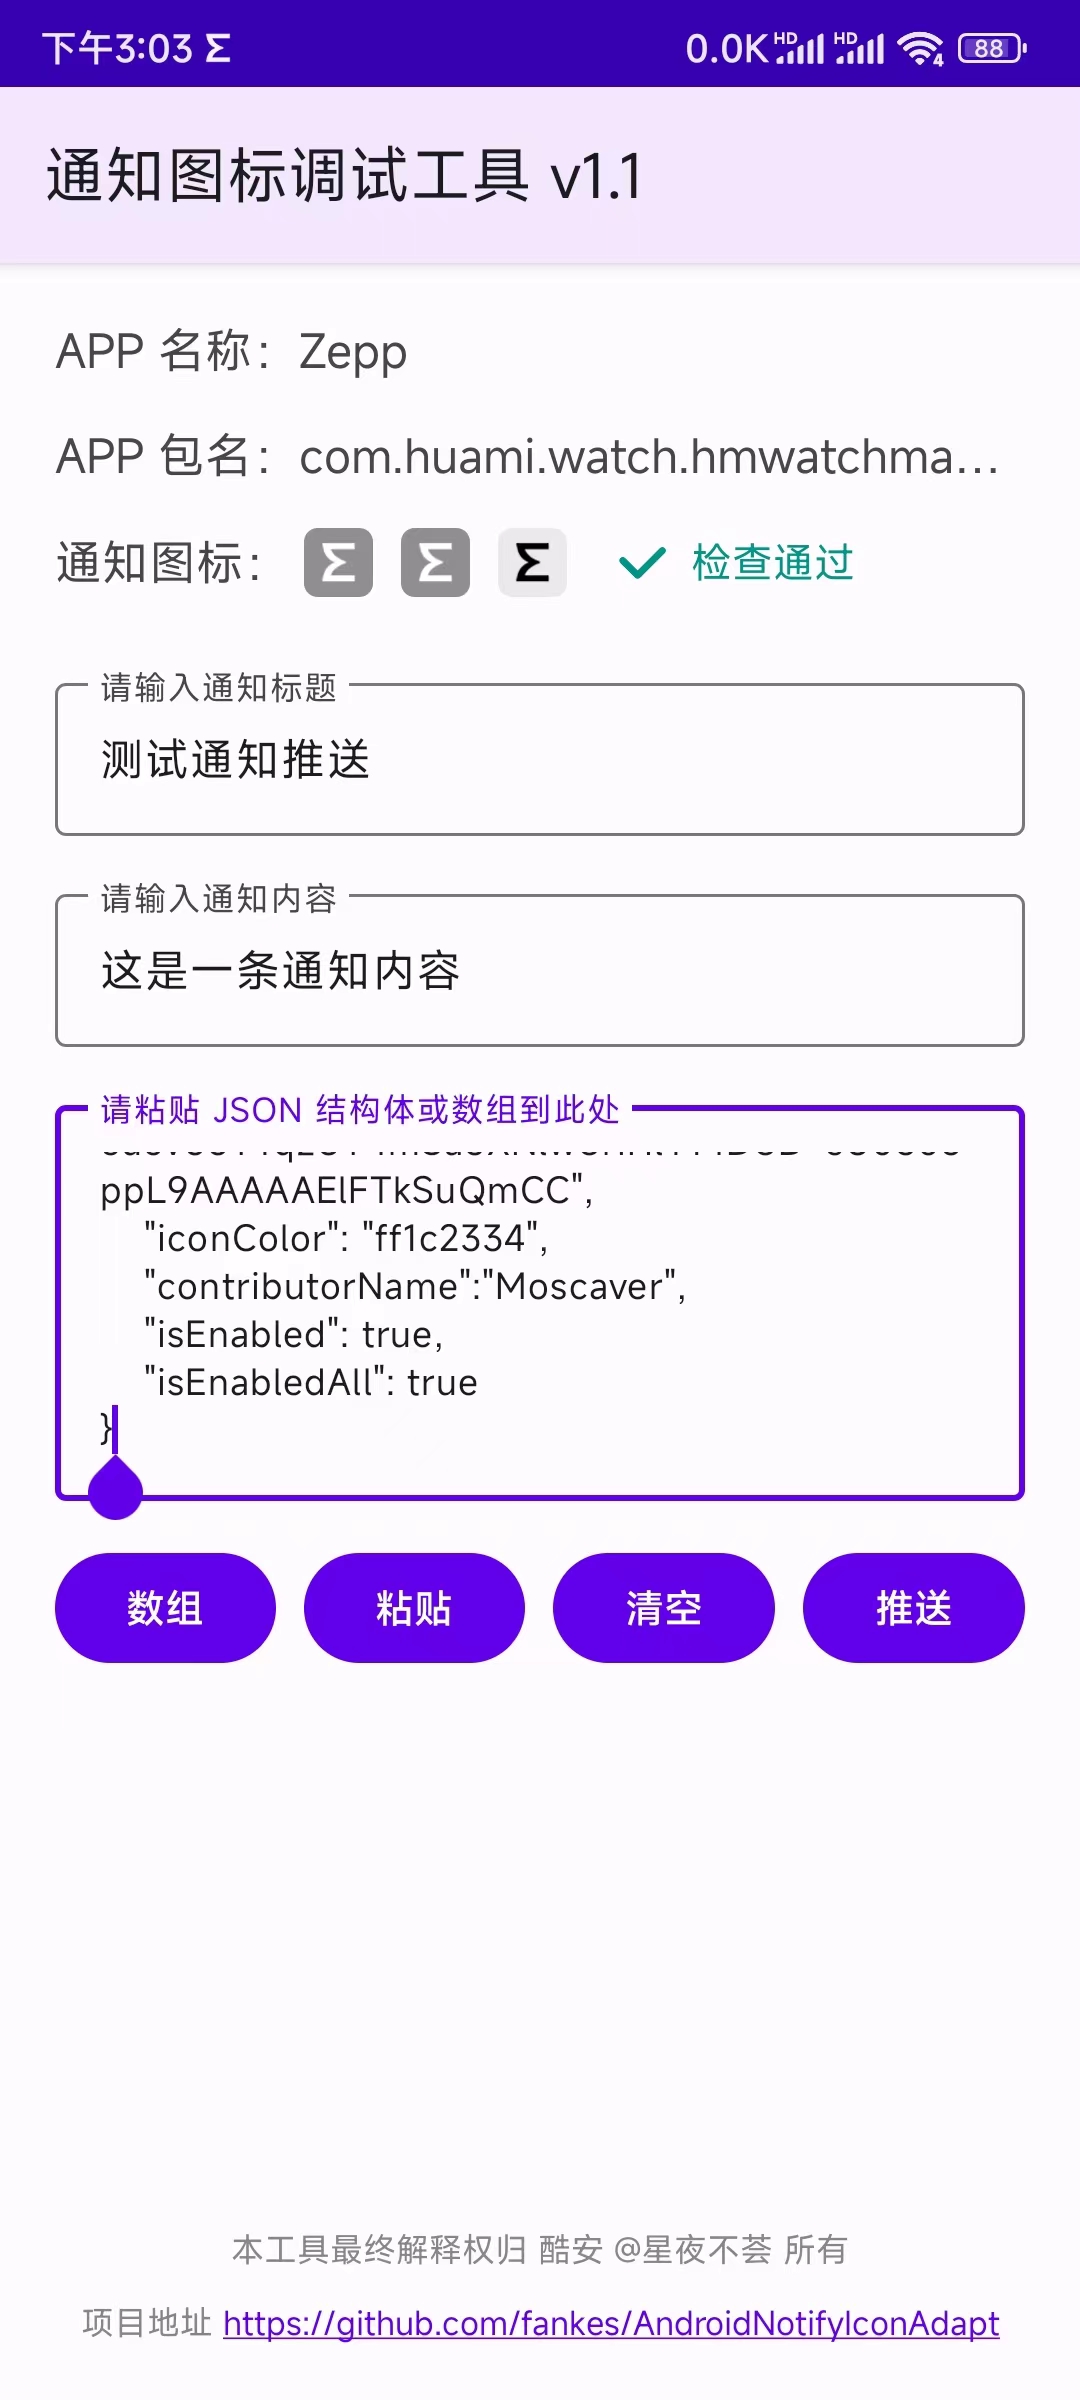 下午3:03
0.0K HD HD 4 88
通知图标调试工具 v1.1
APP 名称：Zepp
APP 包名：com.huami.watch.hmwatchma...
通知图标：
检查通过
请输入通知标题
测试通知推送
请输入通知内容
这是一条通知内容
请粘贴 JSON 结构体或数组到此处
ppL9AAAAAElFTkSuQmCC",
"iconColor": "ff1c2334",
"contributorName":"Moscaver",
"isEnabled": true,
"isEnabledAll": true
}
数组 粘贴 清空 推送
本工具最终解释权归 酷安 @星夜不荟 所有
项目地址 https://github.com/fankes/AndroidNotifyIconAdapt